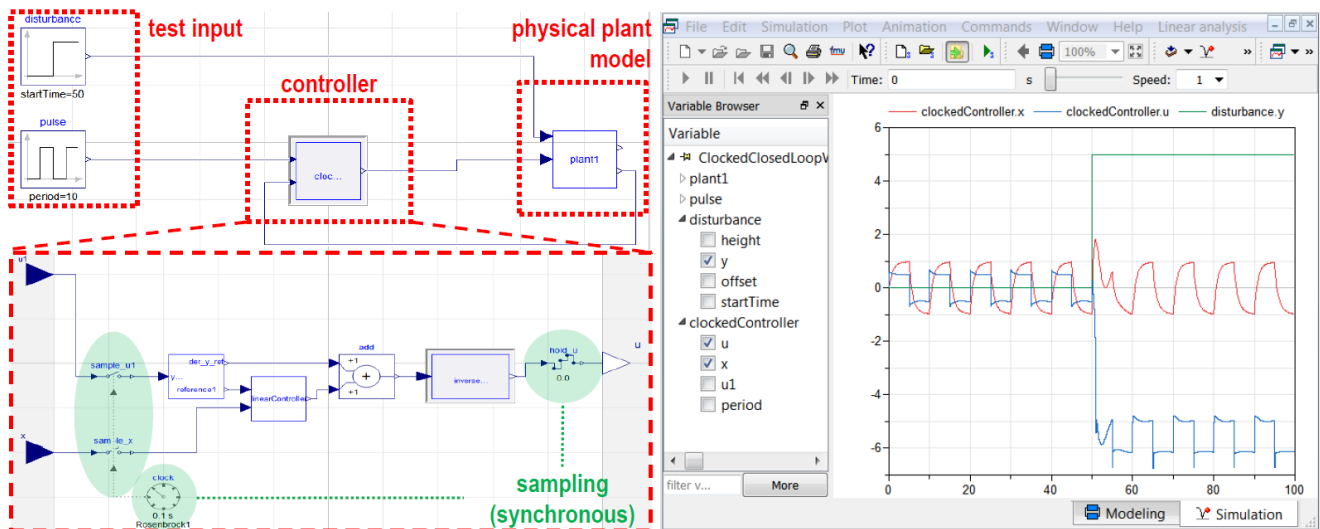 disturbance
test input
startTime=50
pulse
period=10
controller
cloc...
physical plant
model
plant1
u1
sample_u1
der_y_ref
y...
reference1
linearController
add
+1
+
+1
inverse...
hold_u
0.0
u
x
sample_x
clock
0.1 s
Rosenbrock1
sampling
(synchronous)
File Edit Simulation Plot Animation Commands Window Help Linear analysis
fmu 100% »  »
Time: 0 s Speed: 1
Variable Browser
Variable
ClockedClosedLoopV
plant1
pulse
disturbance
height
y
offset
startTime
clockedController
u
x
u1
period
filter v... More
clockedController.x clockedController.u disturbance.y
6
4
2
0
-2
-4
-6
0 20 40 60 80 100
Modeling Simulation